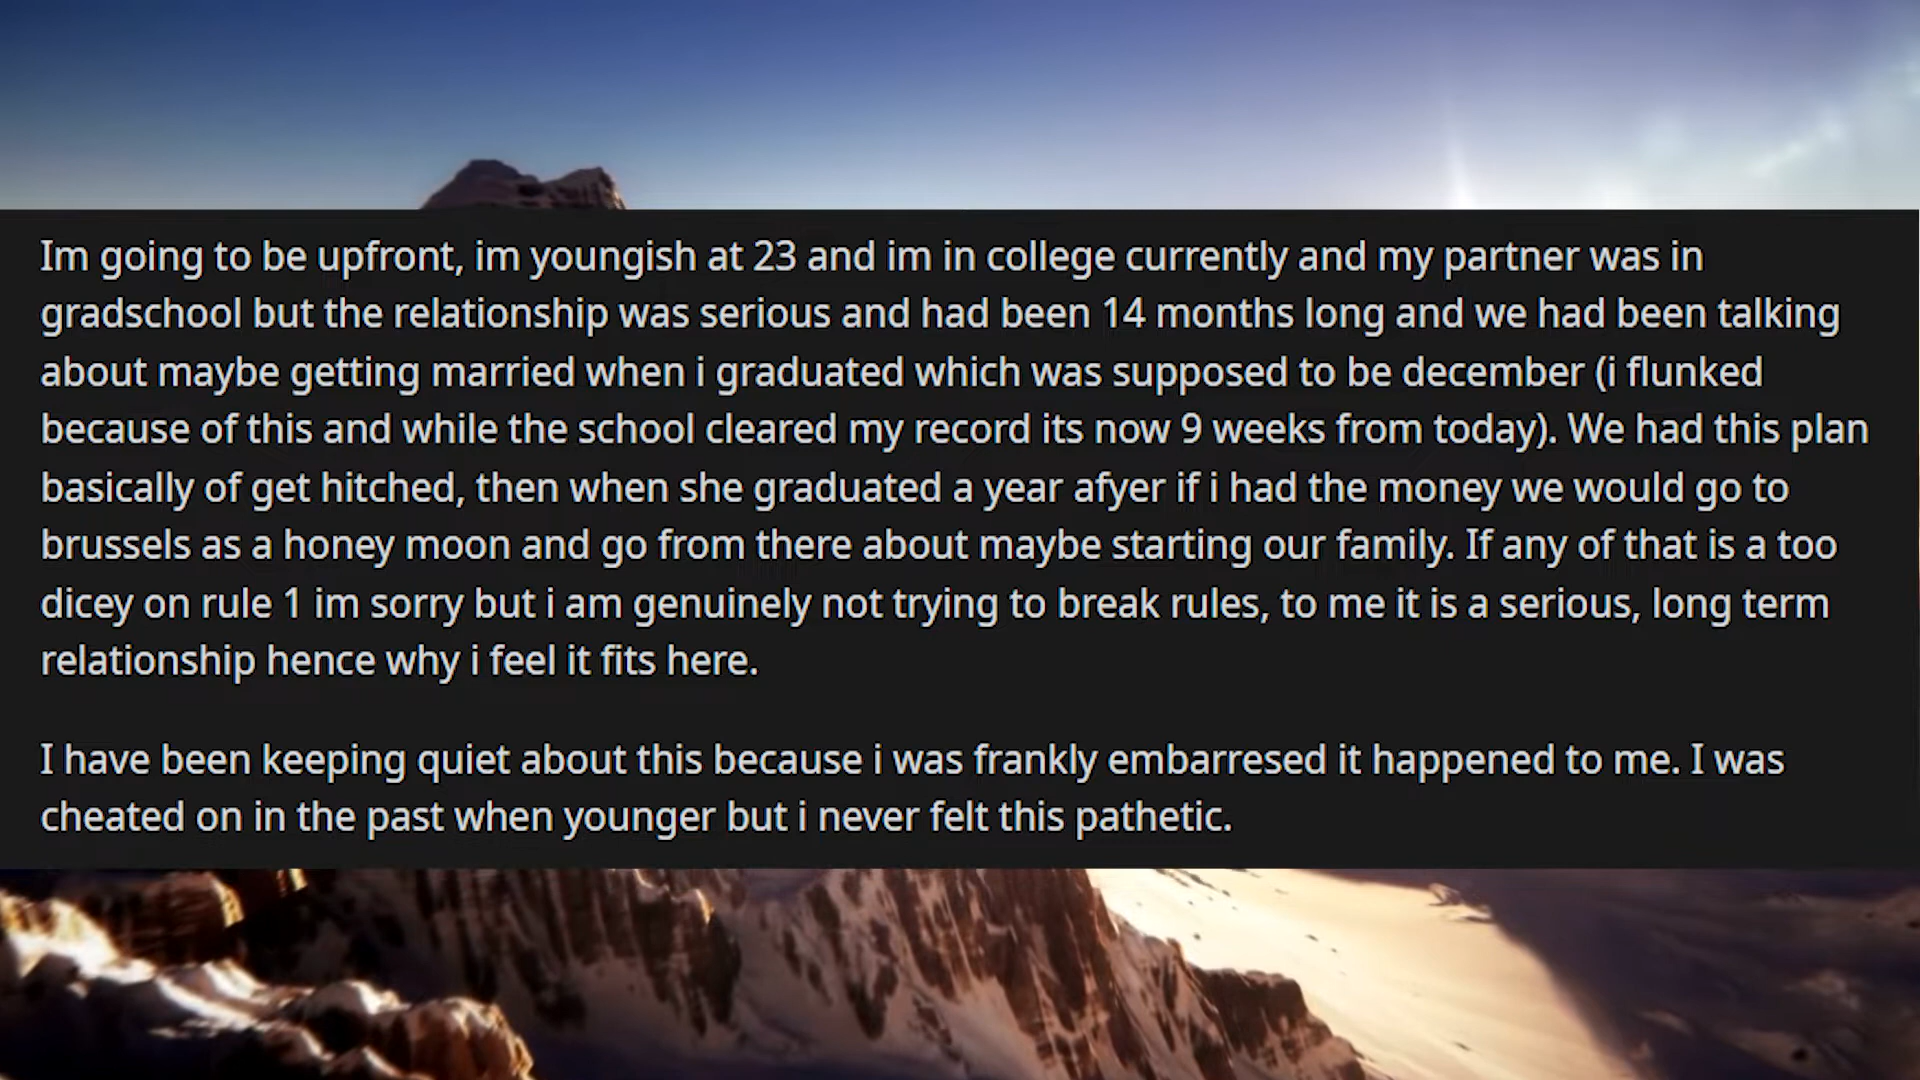 Im going to be upfront, im youngish at 23 and im in college currently and my partner was in
gradschool but the relationship was serious and had been 14 months long and we had been talking
about maybe getting married when i graduated which was supposed to be december (i flunked
because of this and while the school cleared my record its now 9 weeks from today). We had this plan
basically of get hitched, then when she graduated a year afyer if i had the money we would go to
brussels as a honey moon and go from there about maybe starting our family. If any of that is a too
dicey on rule 1 im sorry but i am genuinely not trying to break rules, to me it is a serious, long term
relationship hence why i feel it fits here.
I have been keeping quiet about this because i was frankly embarresed it happened to me. I was
cheated on in the past when younger but i never felt this pathetic.